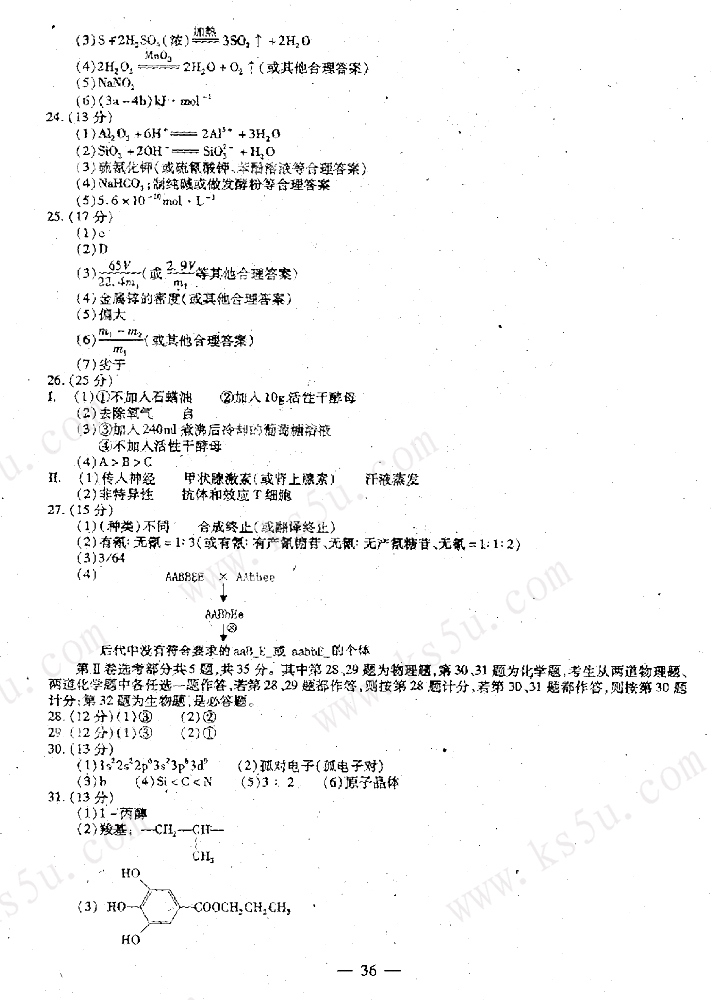 (3)S+2H₂SO₄(浓)══加热══3SO₂↑+2H₂O
(4)2H₂O₂══MnO₂══2H₂O+O₂↑(或其他合理答案)
(5)NaNO₂
(6)(3a-4b)kJ·mol⁻¹
24.(13分)
(1)Al₂O₃+6H⁺══2Al³⁺+3H₂O
(2)SiO₂+2OH⁻══SiO₃²⁻+H₂O
(3)硫氰化钾(或硫氰酸钾、苯酚溶液等合理答案)
(4)NaHCO₃;制纯碱或做发酵粉等合理答案
(5)5.6×10⁻¹⁰mol·L⁻¹
25.(17分)
(1)c
(2)D
(3)65V/22.4m₁(或2.9V/m₁等其他合理答案)
(4)金属锌的密度(或其他合理答案)
(5)偏大
(6)(m₁-m₂)/m₁(或其他合理答案)
(7)劣于
26.(25分)
I. (1)①不加入石蜡油 ②加入10g活性干酵母
(2)去除氧气 自
(3)③加入240ml煮沸后冷却的葡萄糖溶液
④不加入活性干酵母
(4)A>B>C
II. (1)传入神经 甲状腺激素(或肾上腺素) 汗液蒸发
(2)非特异性 抗体和效应T细胞
27.(15分)
(1)(种类)不同 合成终止(或翻译终止)
(2)有氰:无氰=1:3(或有氰:有产氰糖苷、无氰:无产氰糖苷、无氰=1:1:2)
(3)3/64
(4) AABBEE × AAbbee
↓
AABbEe
↓⊗
后代中没有符合要求的aaB_E_或aabbE_的个体
第II卷选考部分共5题,共35分。其中第28、29题为物理题,第30、31题为化学题,考生从两道物理题、
两道化学题中各任选一题作答,若第28、29题都作答,则按第28题计分,若第30、31题都作答,则按第30题
计分;第32题为生物题,是必答题。
28.(12分)(1)③ (2)②
29.(12分)(1)③ (2)①
30.(13分)
(1)1s²2s²2p⁶3s²3p⁶3d⁹ (2)孤对电子(孤电子对)
(3)b (4)Si<C<N (5)3:2 (6)原子晶体
31.(13分)
(1)1-丙醇
(2)羧基; —CH₂—CH—
CH₃
HO
(3) HO— —COOCH₂CH₂CH₃
HO
— 36 —
www.ks5u.com